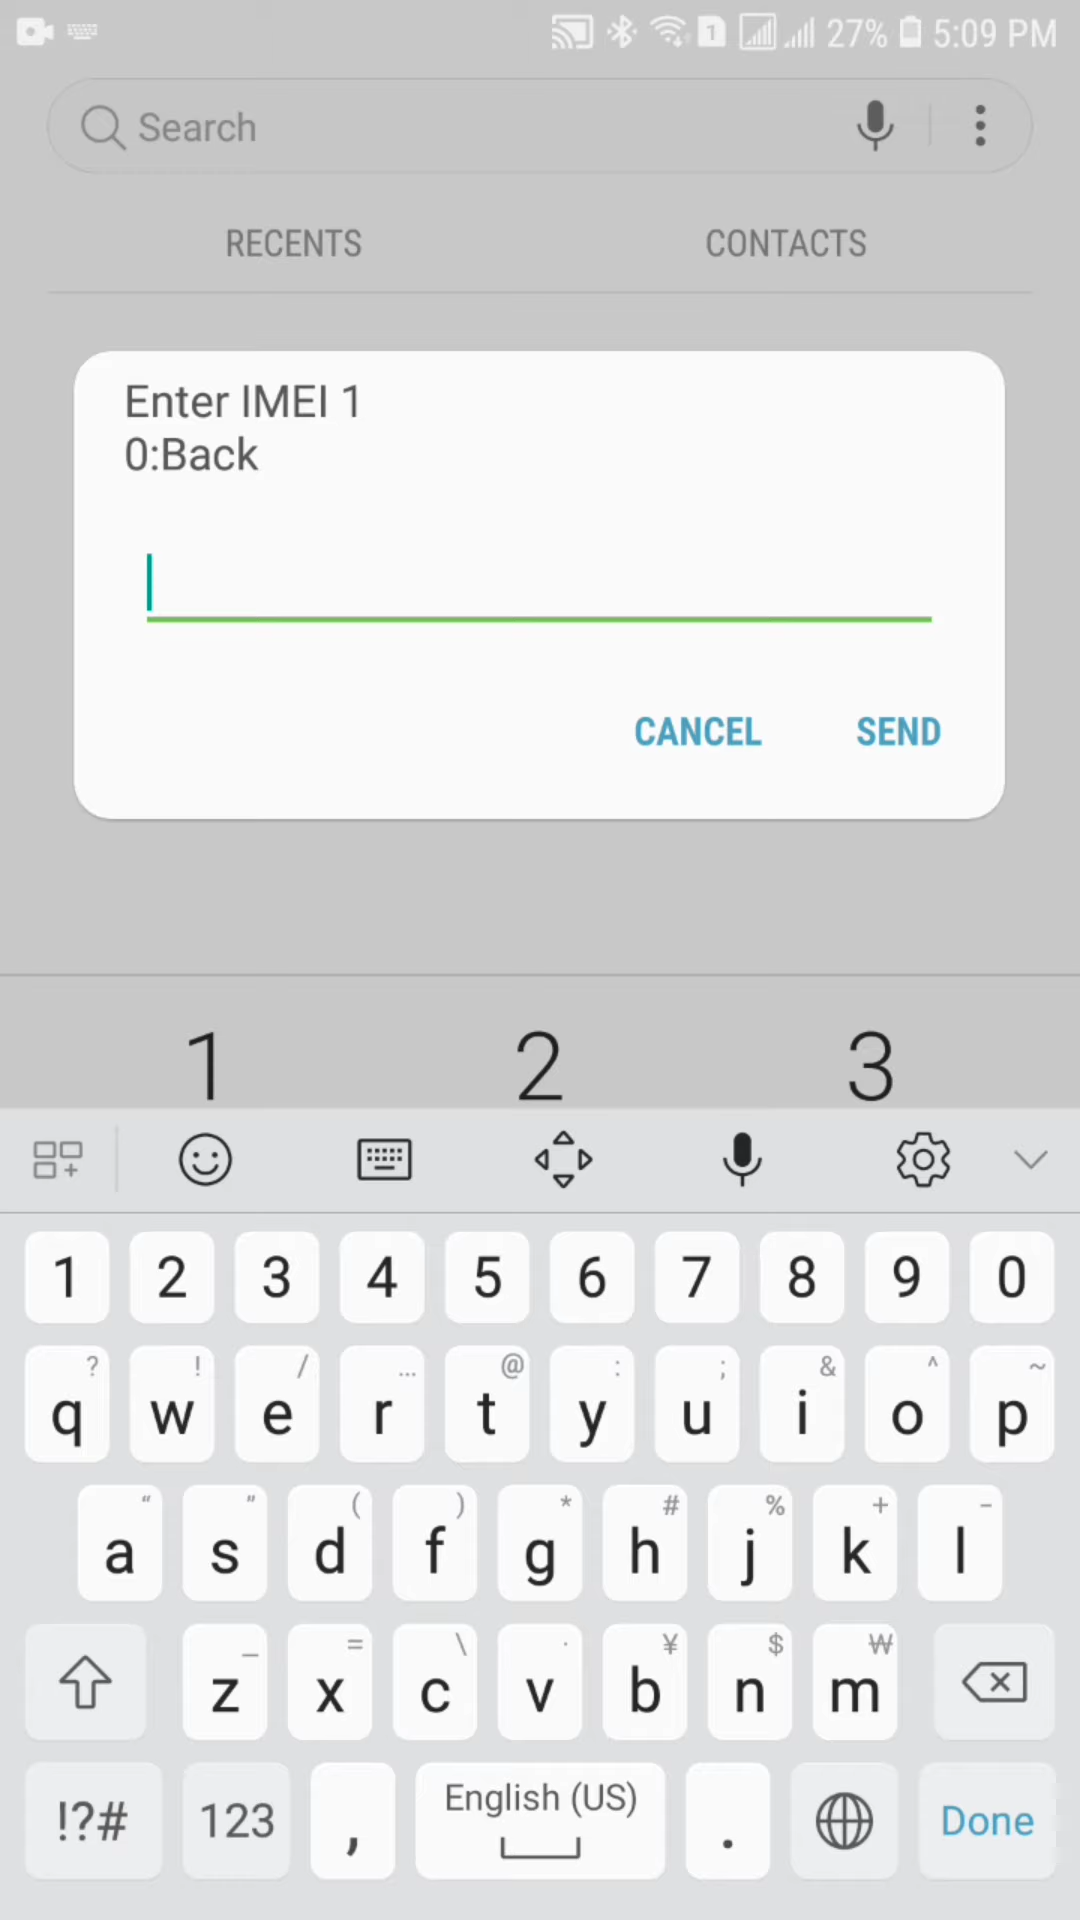 1 27% 5:09 PM
Search
RECENTS CONTACTS
Enter IMEI 1
0:Back
CANCEL SEND
1 2 3
1 2 3 4 5 6 7 8 9 0
? ! / ... @ : ; & ^ ~
q w e r t y u i o p
“ ” ( ) * # % + -
a s d f g h j k l
_ = \ · ¥ $ ₩
z x c v b n m
!?# 123 , English (US) . Done